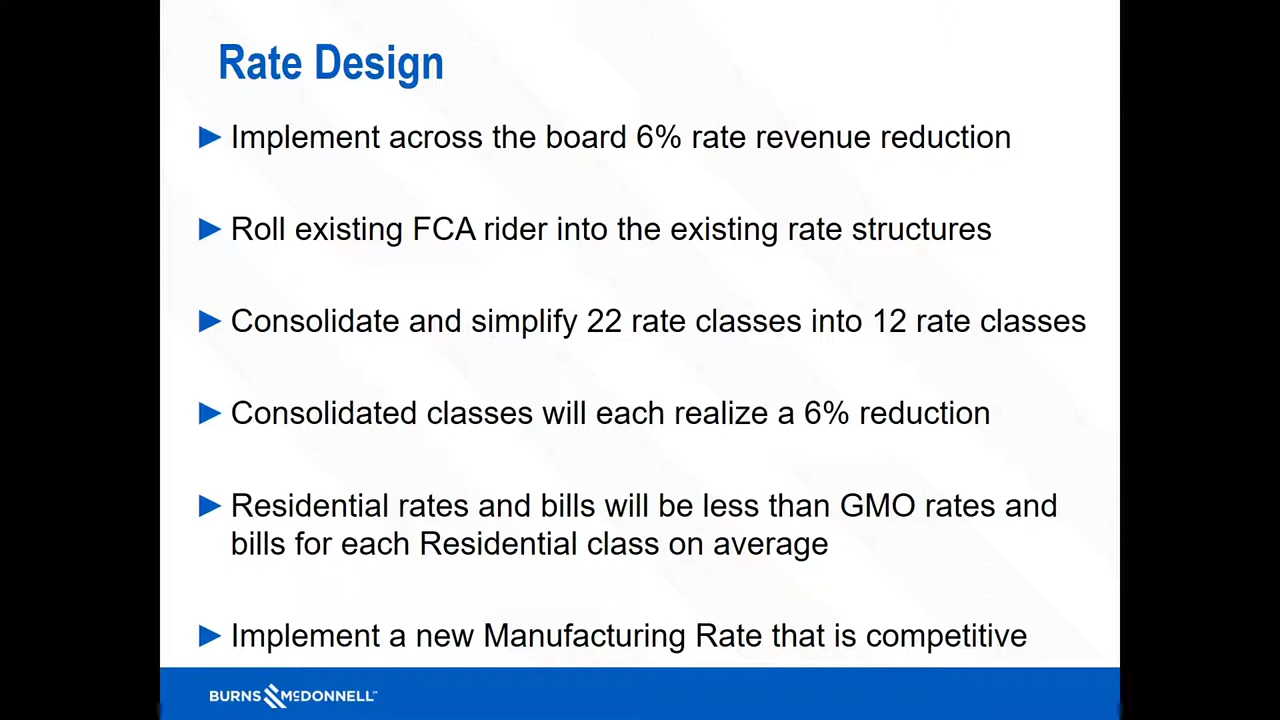 Rate Design
Implement across the board 6% rate revenue reduction
Roll existing FCA rider into the existing rate structures
Consolidate and simplify 22 rate classes into 12 rate classes
Consolidated classes will each realize a 6% reduction
Residential rates and bills will be less than GMO rates and
bills for each Residential class on average
Implement a new Manufacturing Rate that is competitive
BURNS McDONNELL